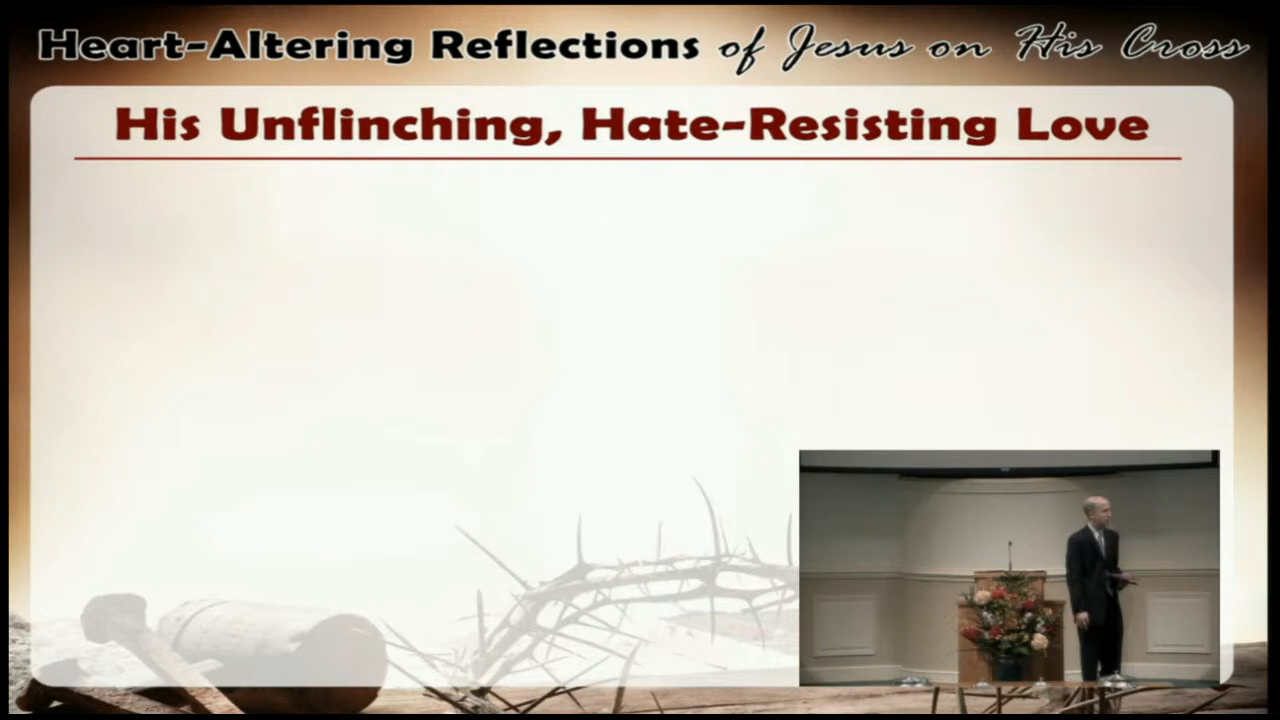 Heart-Altering Reflections of Jesus on His Cross
His Unflinching, Hate-Resisting Love